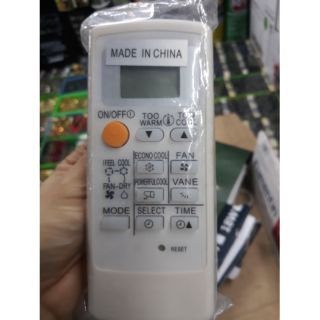 MADE IN CHINA
ON/OFF
TOO WARM
TOO COOL
I FEEL COOL
ECONO COOL
FAN
FAN DRY
POWERFUL COOL
VANE
MODE
SELECT
TIME
RESET